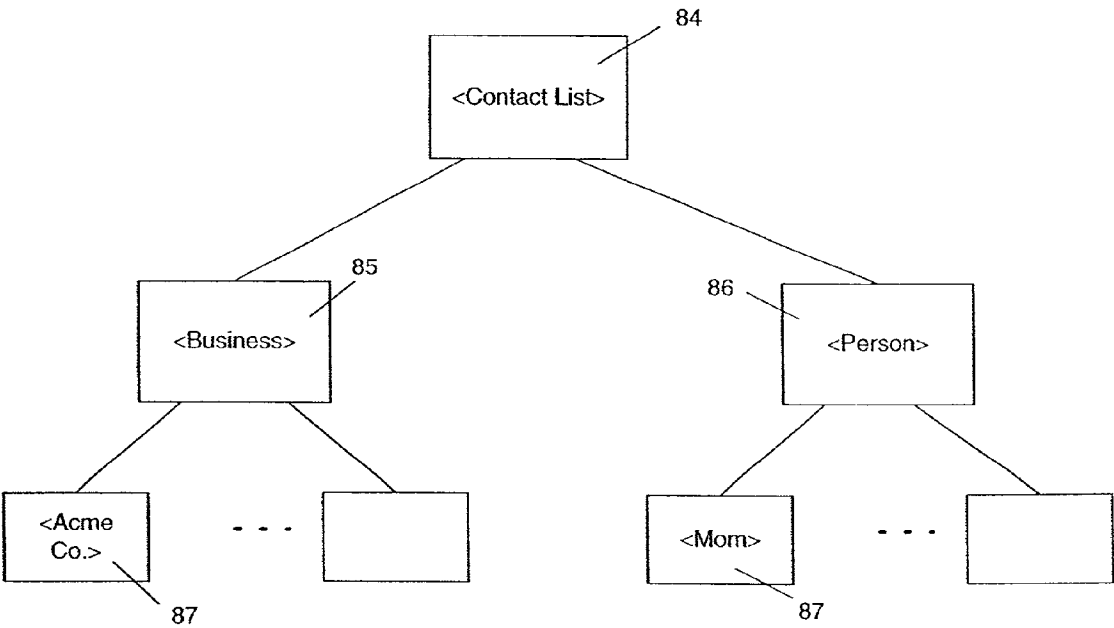 84
<Contact List>
85
86
<Business>
<Person>
<Acme
Co.>
. . .
<Mom>
. . .
87
87